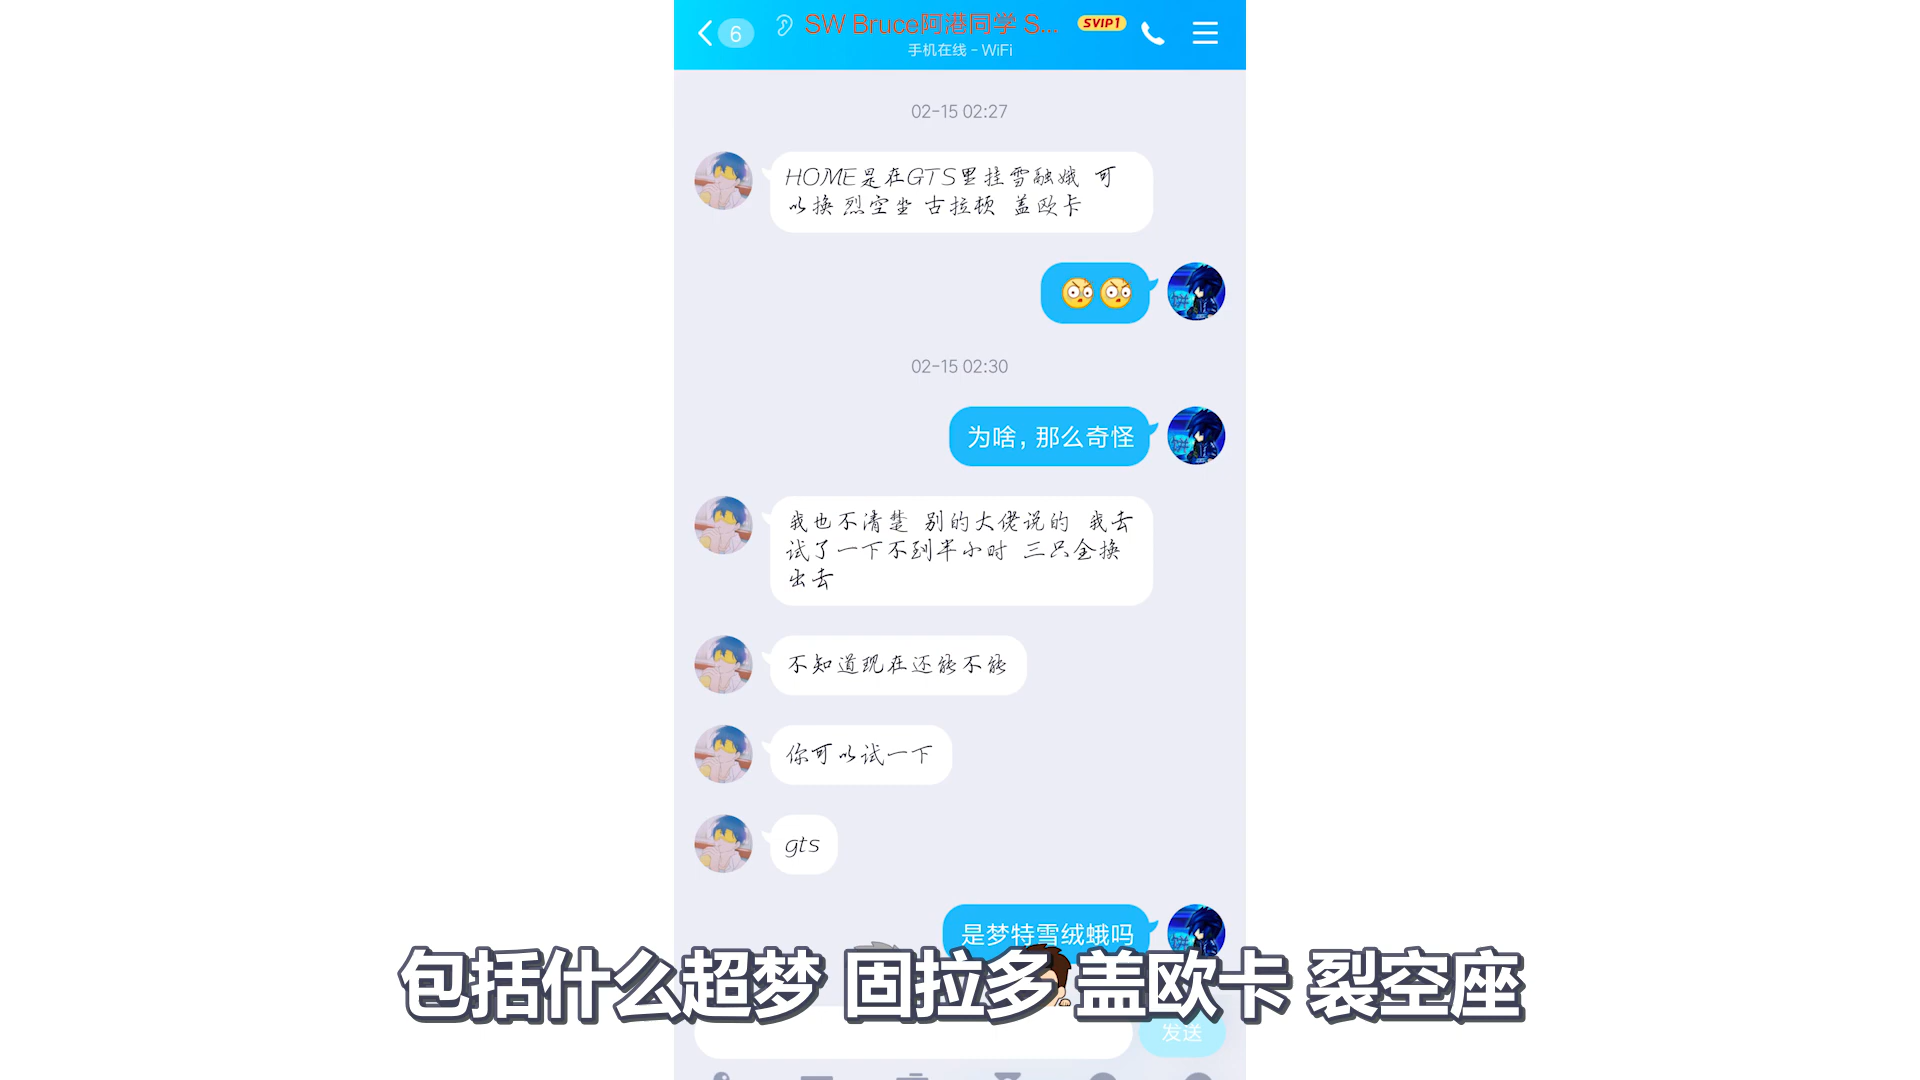 6
SW Bruce阿港同学 S...
SVIP1
手机在线 - WiFi
02-15 02:27
HOME是在GTS里挂雪融娥 可
以换 烈空坐 古拉顿 盖欧卡
02-15 02:30
为啥，那么奇怪
我也不清楚 别的大佬说的 我去
试了一下不到半小时 三只全换
出去
不知道现在还能不能
你可以试一下
gts
是梦特雪绒蛾吗
包括什么超梦 固拉多 盖欧卡 裂空座
发送